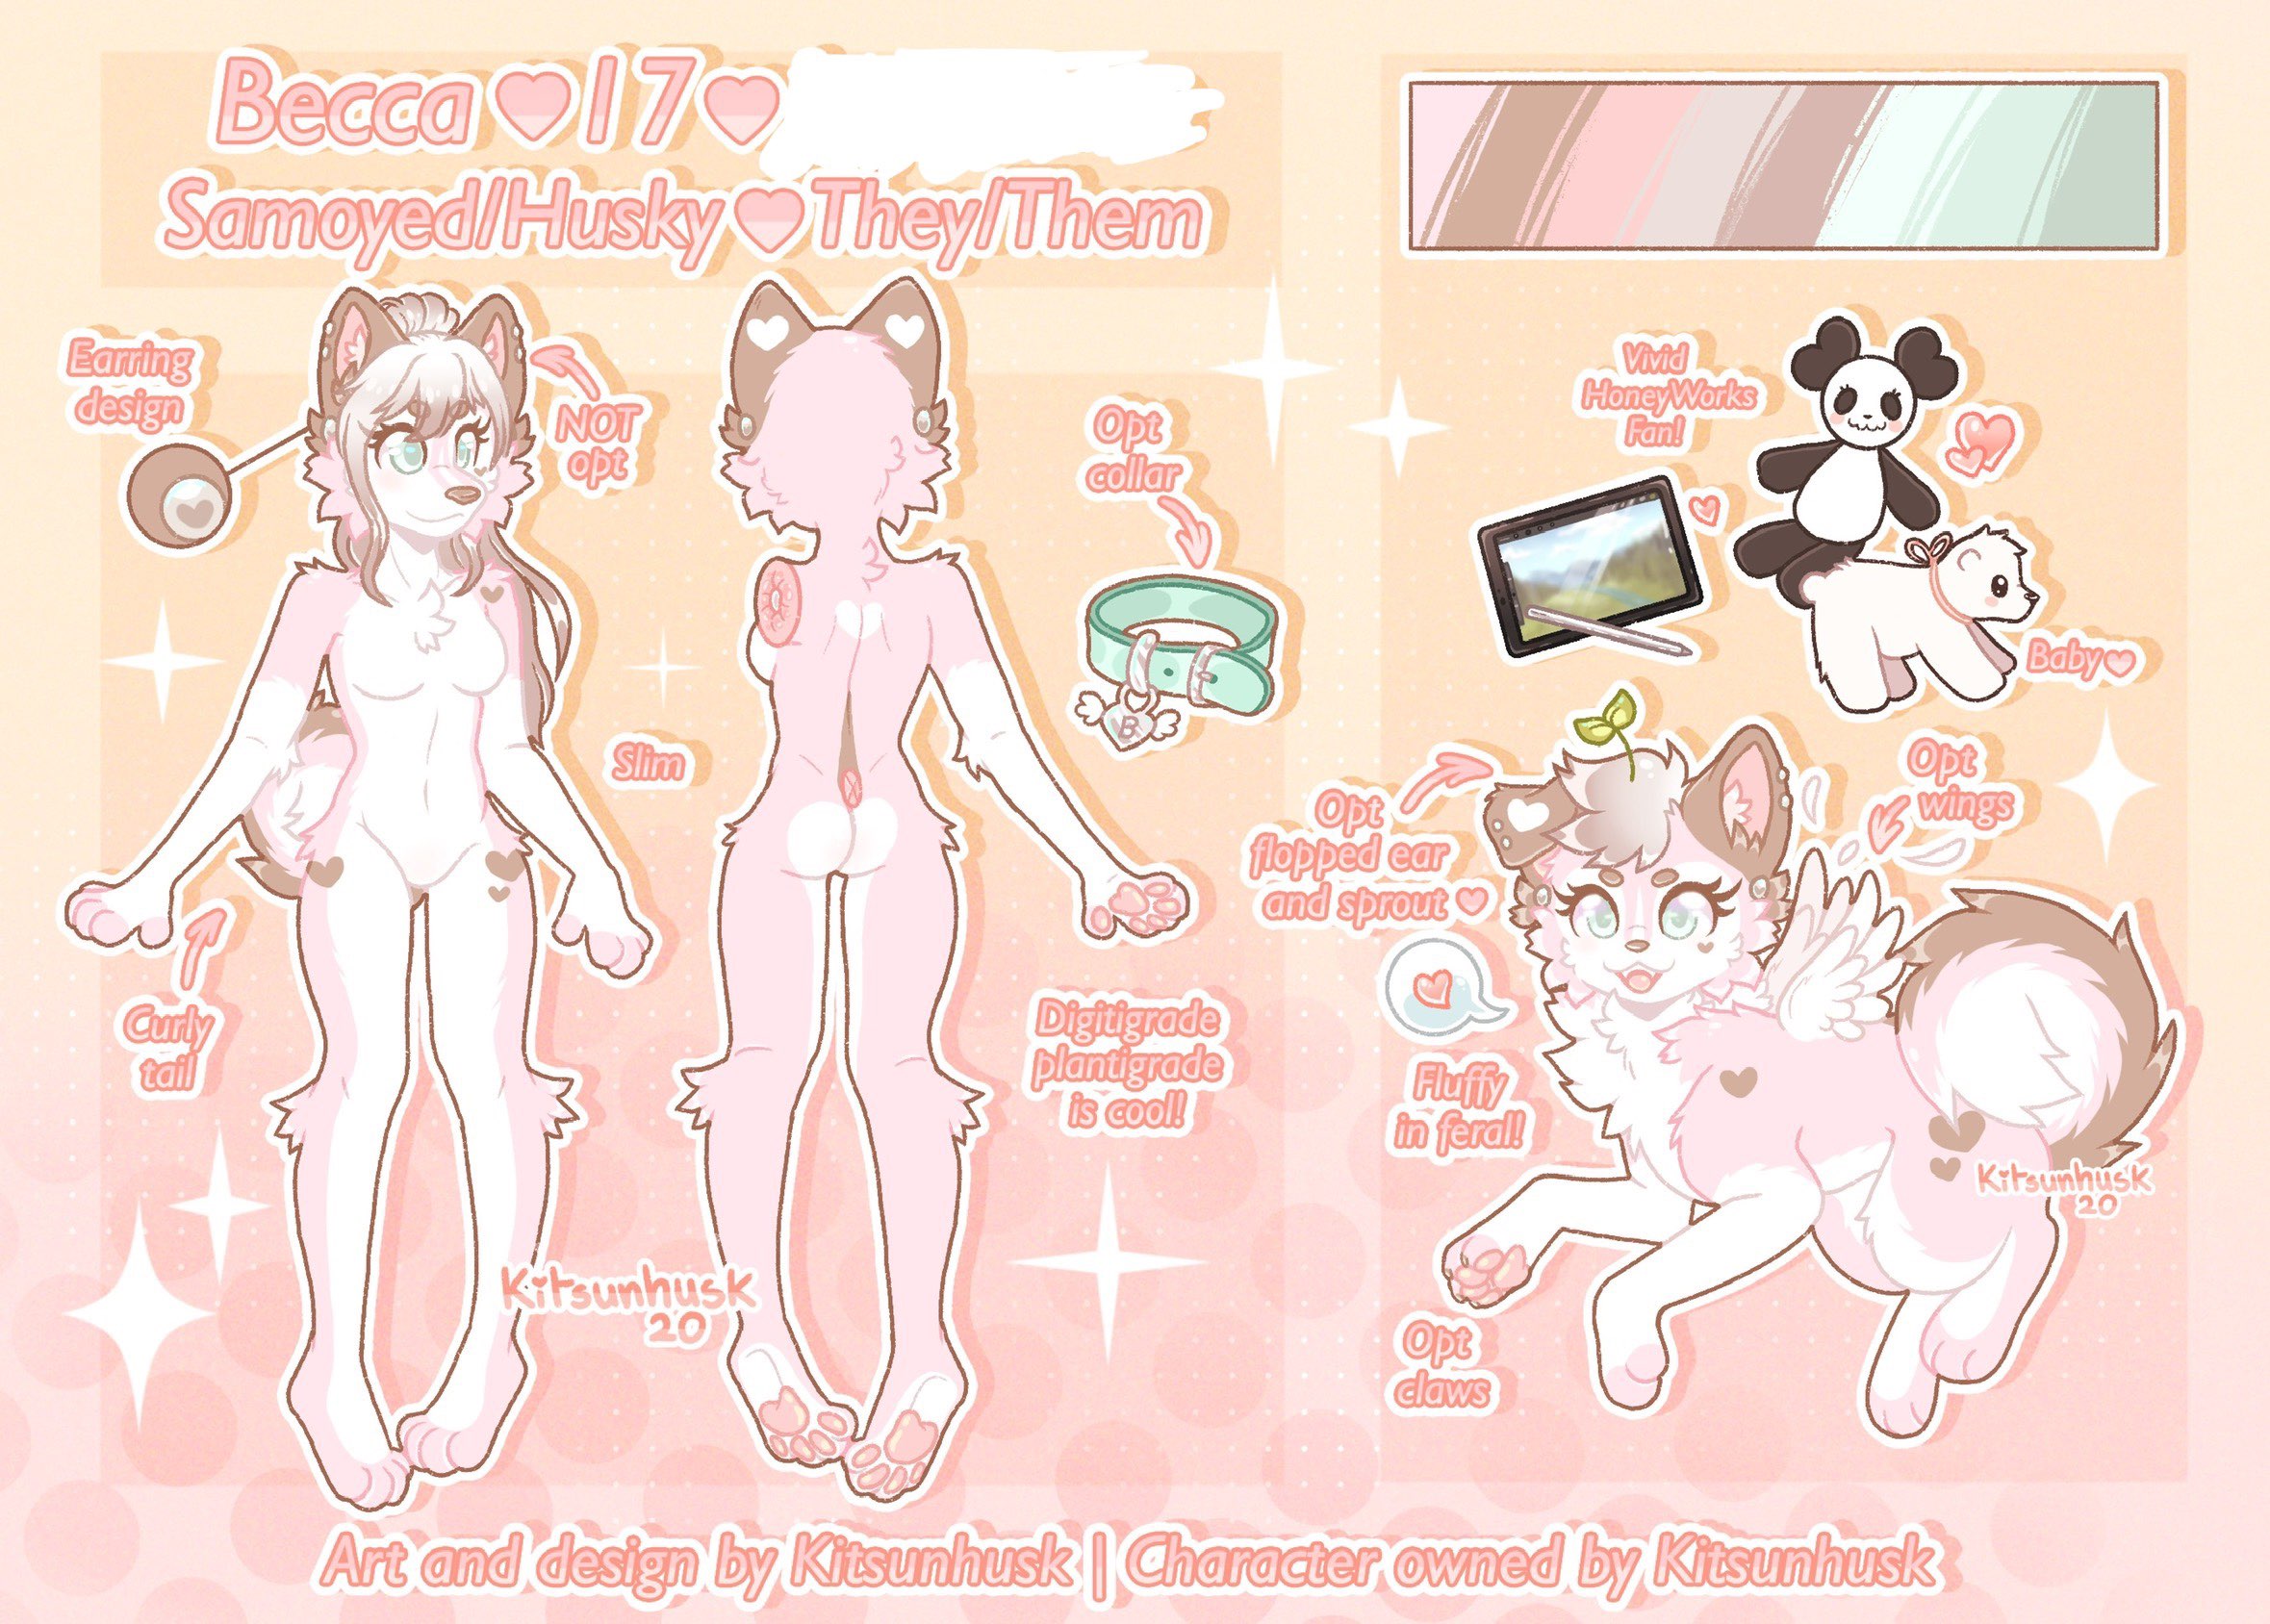 Becca♥17♥
Samoyed/Husky♥They/Them
Earring
design
NOT
opt
Opt
collar
B
Slim
Curly
tail
Digitigrade
plantigrade
is cool!
Kitsunhusk
20
Vivid
HoneyWorks
Fan!
Baby♥
Opt
flopped ear
and sprout ♥
Opt
wings
Fluffy
in feral!
Kitsunhusk
20
Opt
claws
Art and design by Kitsunhusk | Character owned by Kitsunhusk